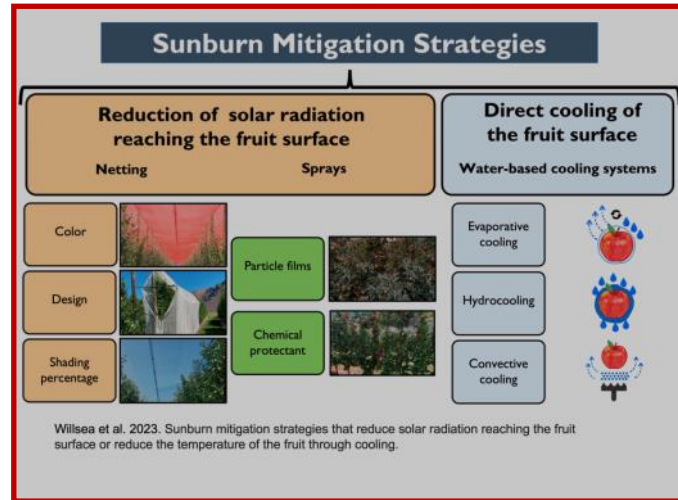 Sunburn Mitigation Strategies
Reduction of solar radiation
reaching the fruit surface
Netting
Sprays
Direct cooling of
the fruit surface
Water-based cooling systems
Color
Design
Shading
percentage
Particle films
Chemical
protectant
Evaporative
cooling
Hydrocooling
Convective
cooling
Willsea et al. 2023. Sunburn mitigation strategies that reduce solar radiation reaching the fruit
surface or reduce the temperature of the fruit through cooling.